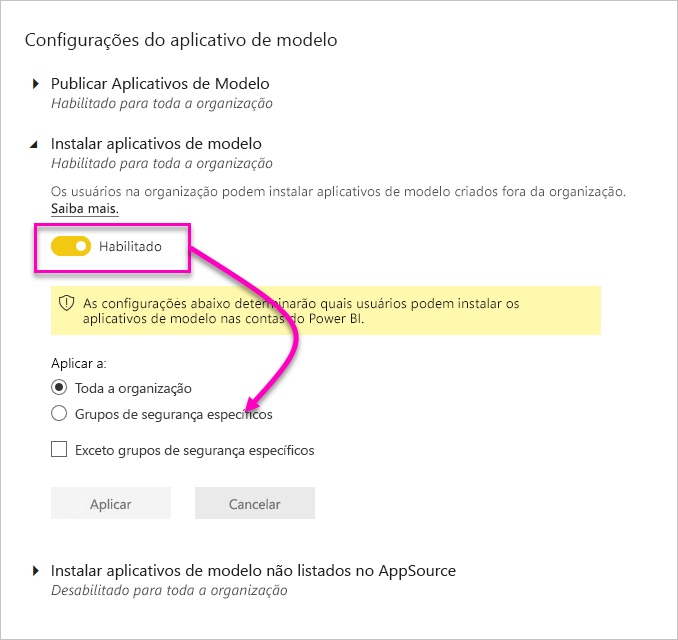 Configurações do aplicativo de modelo
Publicar Aplicativos de Modelo
Habilitado para toda a organização
Instalar aplicativos de modelo
Habilitado para toda a organização
Os usuários na organização podem instalar aplicativos de modelo criados fora da organização.
Saiba mais.
Habilitado
As configurações abaixo determinarão quais usuários podem instalar os
aplicativos de modelo nas contas do Power BI.
Aplicar a:
Toda a organização
Grupos de segurança específicos
Exceto grupos de segurança específicos
Aplicar
Cancelar
Instalar aplicativos de modelo não listados no AppSource
Desabilitado para toda a organização